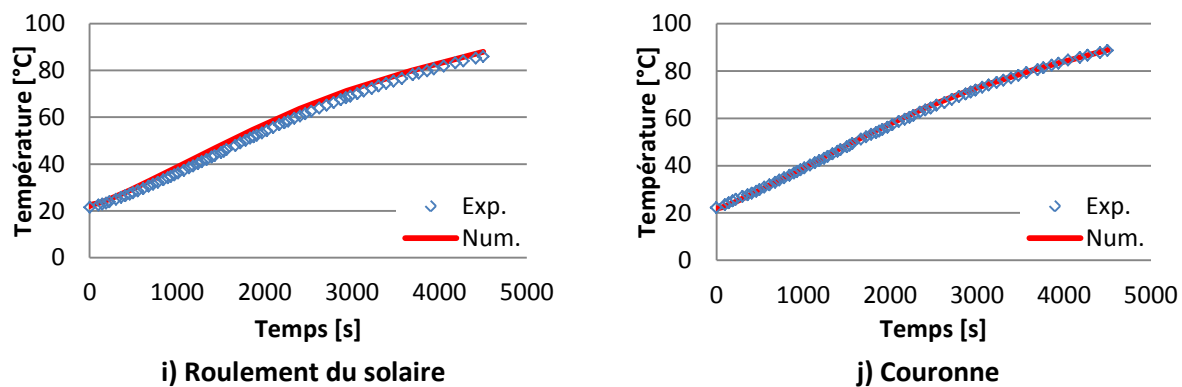 Température [°C]
100
80
60
40
20
0
Exp.
Num.
0 1000 2000 3000 4000 5000
Temps [s]
i) Roulement du solaire
Température [°C]
100
80
60
40
20
0
Exp.
Num.
0 1000 2000 3000 4000 5000
Temps [s]
j) Couronne